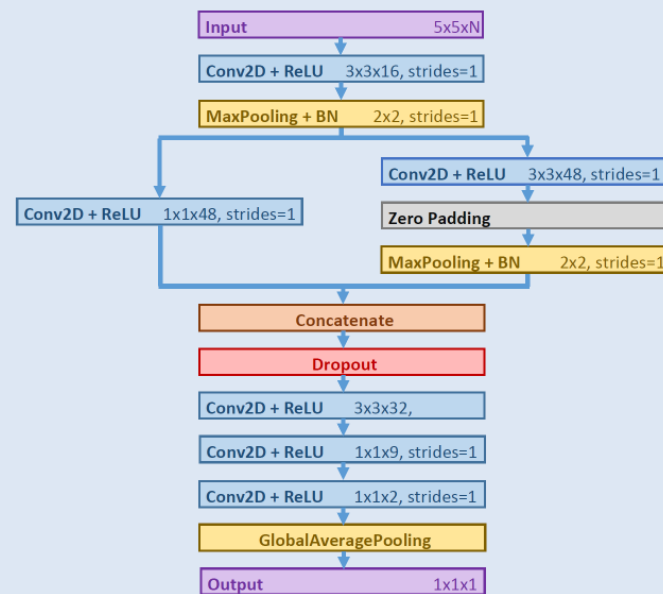 Input 5x5xN
Conv2D + ReLU 3x3x16, strides=1
MaxPooling + BN 2x2, strides=1
Conv2D + ReLU 1x1x48, strides=1
Conv2D + ReLU 3x3x48, strides=1
Zero Padding
MaxPooling + BN 2x2, strides=1
Concatenate
Dropout
Conv2D + ReLU 3x3x32,
Conv2D + ReLU 1x1x9, strides=1
Conv2D + ReLU 1x1x2, strides=1
GlobalAveragePooling
Output 1x1x1